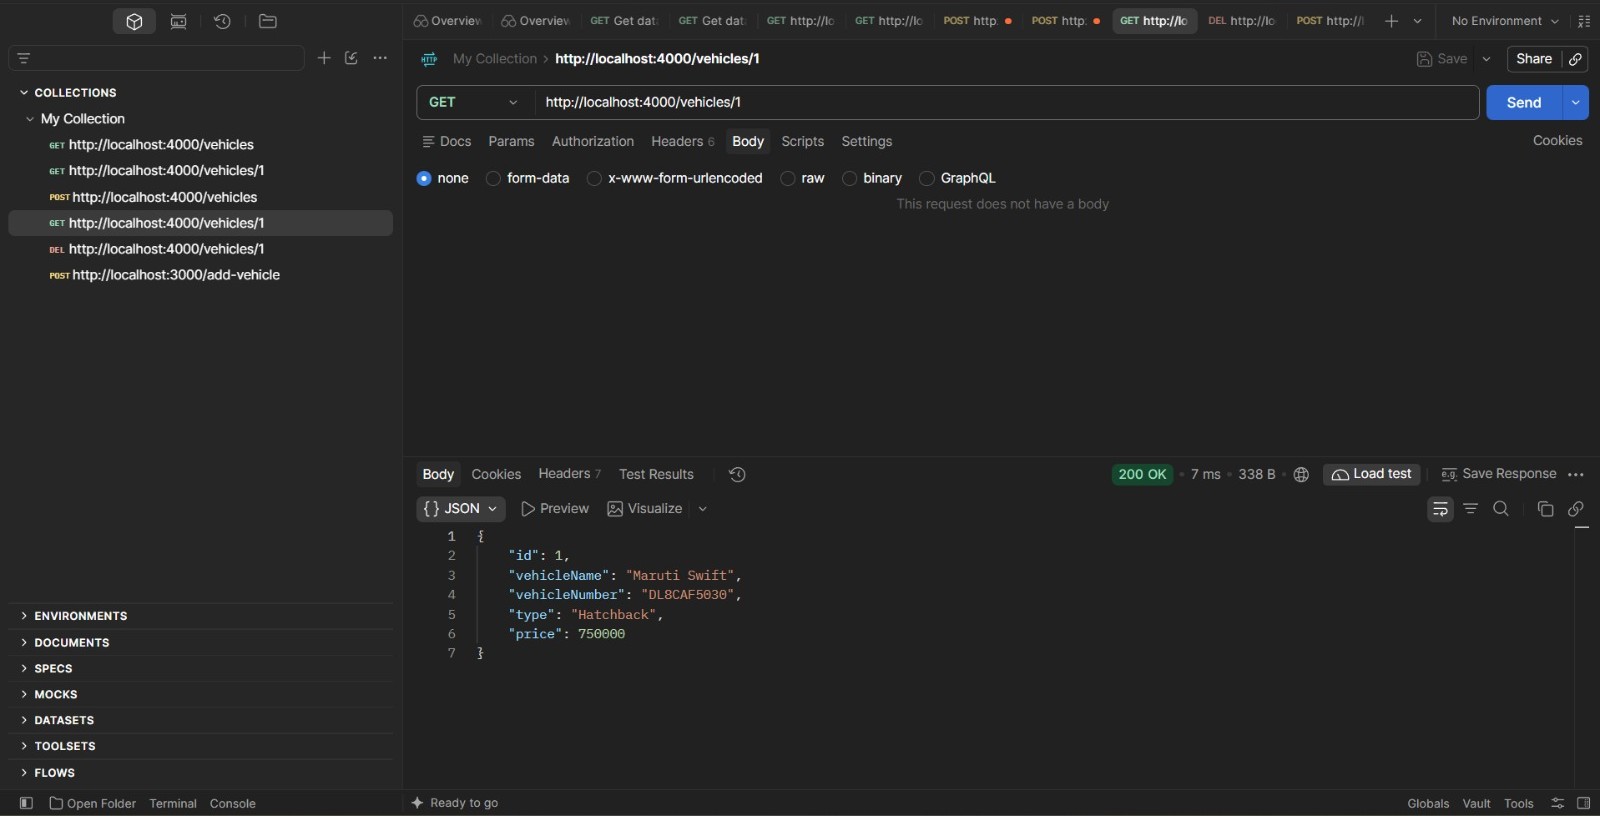 Overview Overview GET Get dat GET Get dat GET http://lo GET http://lo POST http: POST http: GET http://lo DEL http://lo POST http://l No Environment
My Collection > http://localhost:4000/vehicles/1 Save Share
COLLECTIONS
My Collection
GET http://localhost:4000/vehicles
GET http://localhost:4000/vehicles/1
POST http://localhost:4000/vehicles
GET http://localhost:4000/vehicles/1
DEL http://localhost:4000/vehicles/1
POST http://localhost:3000/add-vehicle
ENVIRONMENTS
DOCUMENTS
SPECS
MOCKS
DATASETS
TOOLSETS
FLOWS
HTTP
GET http://localhost:4000/vehicles/1 Send
Docs Params Authorization Headers 6 Body Scripts Settings Cookies
none form-data x-www-form-urlencoded raw binary GraphQL
This request does not have a body
Body Cookies Headers 7 Test Results 200 OK • 7 ms • 338 B • Load test e.g. Save Response
{} JSON Preview Visualize
1 {
2 "id": 1,
3 "vehicleName": "Maruti Swift",
4 "vehicleNumber": "DL8CAF5030",
5 "type": "Hatchback",
6 "price": 750000
7 }
Open Folder Terminal Console Ready to go Globals Vault Tools